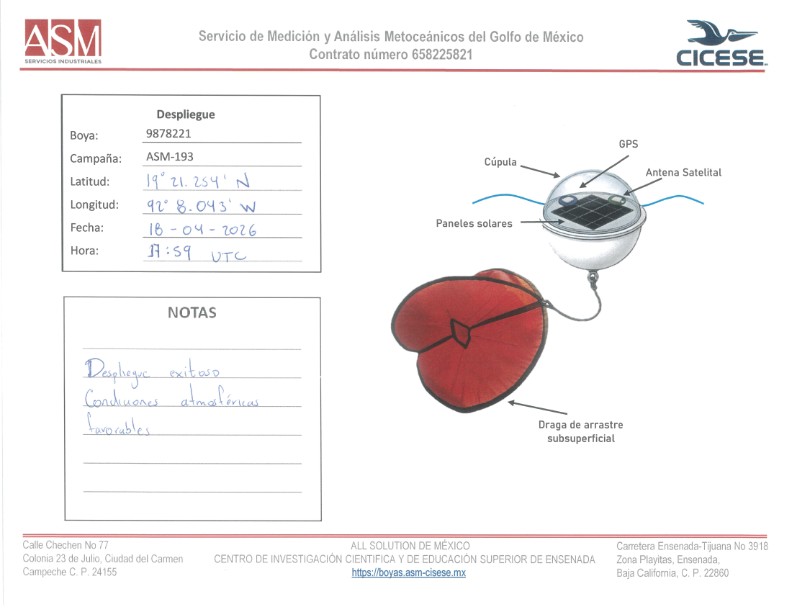 ASM
SERVICIOS INDUSTRIALES
Servicio de Medición y Análisis Metoceánicos del Golfo de México
Contrato número 658225821
CICESE
Despliegue
Boya: 9878221
Campaña: ASM-193
Latitud: 19° 21.254' N
Longitud: 92° 8.043' W
Fecha: 18-04-2026
Hora: 17:59 UTC
NOTAS
Despliegue exitoso
Condiciones atmosféricas
favorables
GPS
Cúpula
Antena Satelital
Paneles solares
Draga de arrastre
subsuperficial
Calle Chechen No 77
Colonia 23 de Julio, Ciudad del Carmen
Campeche C. P. 24155
ALL SOLUTION DE MÉXICO
CENTRO DE INVESTIGACIÓN CIENTIFICA Y DE EDUCACIÓN SUPERIOR DE ENSENADA
https://boyas.asm-cisese.mx
Carretera Ensenada-Tijuana No 3918
Zona Playitas, Ensenada,
Baja California, C. P. 22860